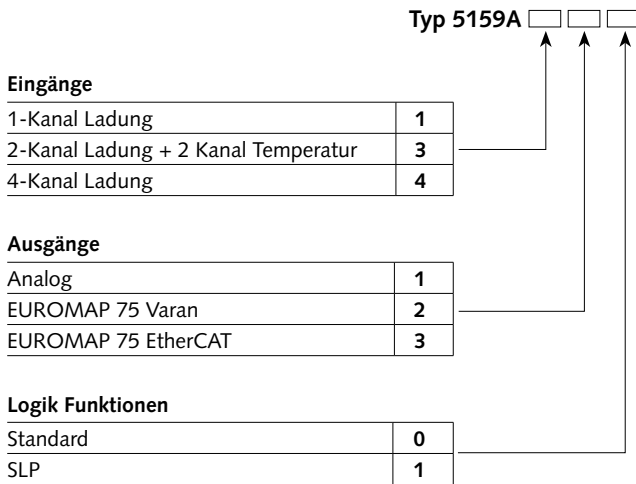 Typ 5159A
Eingänge
1-Kanal Ladung 1
2-Kanal Ladung + 2 Kanal Temperatur 3
4-Kanal Ladung 4
Ausgänge
Analog 1
EUROMAP 75 Varan 2
EUROMAP 75 EtherCAT 3
Logik Funktionen
Standard 0
SLP 1